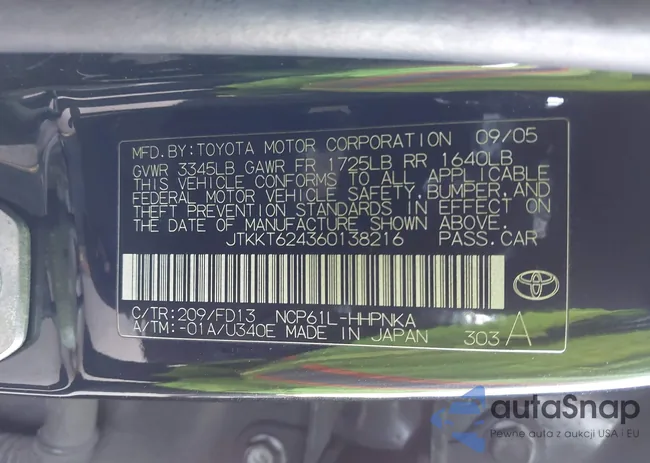 MFD. BY: TOYOTA MOTOR CORPORATION 09/05
GVWR 3345LB GAWR FR 1725LB RR 1640LB
THIS VEHICLE CONFORMS TO ALL APPLICABLE
FEDERAL MOTOR VEHICLE SAFETY, BUMPER, AND
THEFT PREVENTION STANDARDS IN EFFECT ON
THE DATE OF MANUFACTURE SHOWN ABOVE.
JTKKT624360138216 PASS. CAR
C/TR: 209/FD13 NCP61L-HHPNKA
A/TM: -01A/U340E MADE IN JAPAN 303 A
autaSnap
Pewne auta z aukcji USA i EU